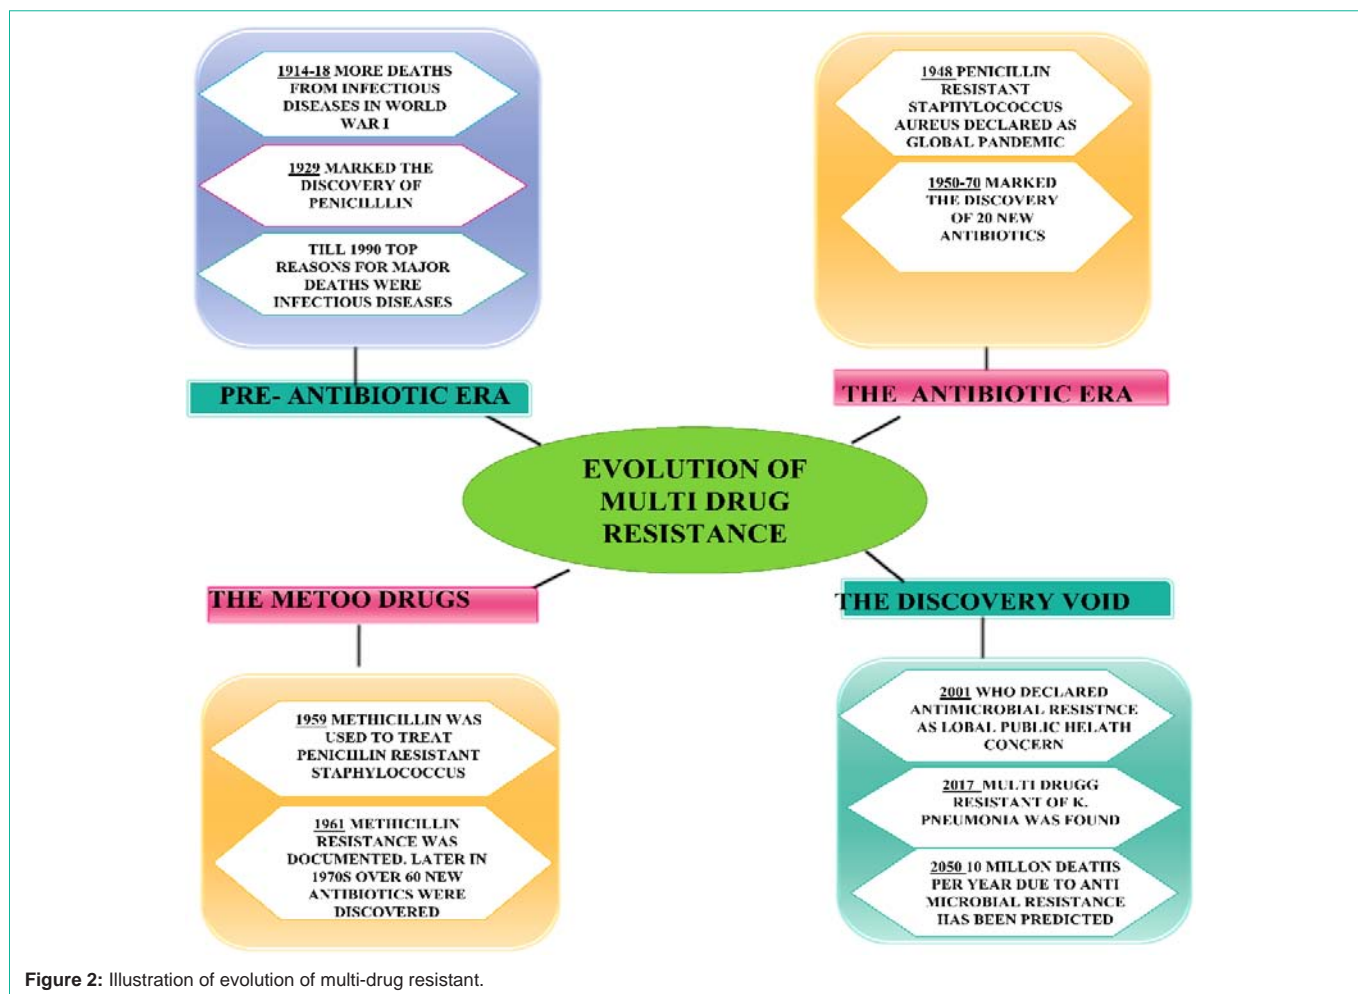 1914-18 MORE DEATHS
FROM INFECTIOUS
DISEASES IN WORLD
WAR I
1929 MARKED THE
DISCOVERY OF
PENICILLLIN
TILL 1990 TOP
REASONS FOR MAJOR
DEATHS WERE
INFECTIOUS DISEASES
PRE- ANTIBIOTIC ERA
1948 PENICILLIN
RESISTANT
STAPHYLOCOCCUS
AUREUS DECLARED AS
GLOBAL PANDEMIC
1950-70 MARKED
THE DISCOVERY
OF 20 NEW
ANTIBIOTICS
THE ANTIBIOTIC ERA
EVOLUTION OF
MULTI DRUG
RESISTANCE
THE METOO DRUGS
1959 METHICILLIN WAS
USED TO TREAT
PENICIILIN RESISTANT
STAPHYLOCOCCUS
1961 METHICILLIN
RESISTANCE WAS
DOCUMENTED. LATER IN
1970S OVER 60 NEW
ANTIBIOTICS WERE
DISCOVERED
THE DISCOVERY VOID
2001 WHO DECLARED
ANTIMICROBIAL RESISTNCE
AS LOBAL PUBLIC HELATH
CONCERN
2017 MULTI DRUGG
RESISTANT OF K.
PNEUMONIA WAS FOUND
2050 10 MILLON DEATHS
PER YEAR DUE TO ANTI
MICROBIAL RESISTANCE
HAS BEEN PREDICTED
Figure 2: Illustration of evolution of multi-drug resistant.